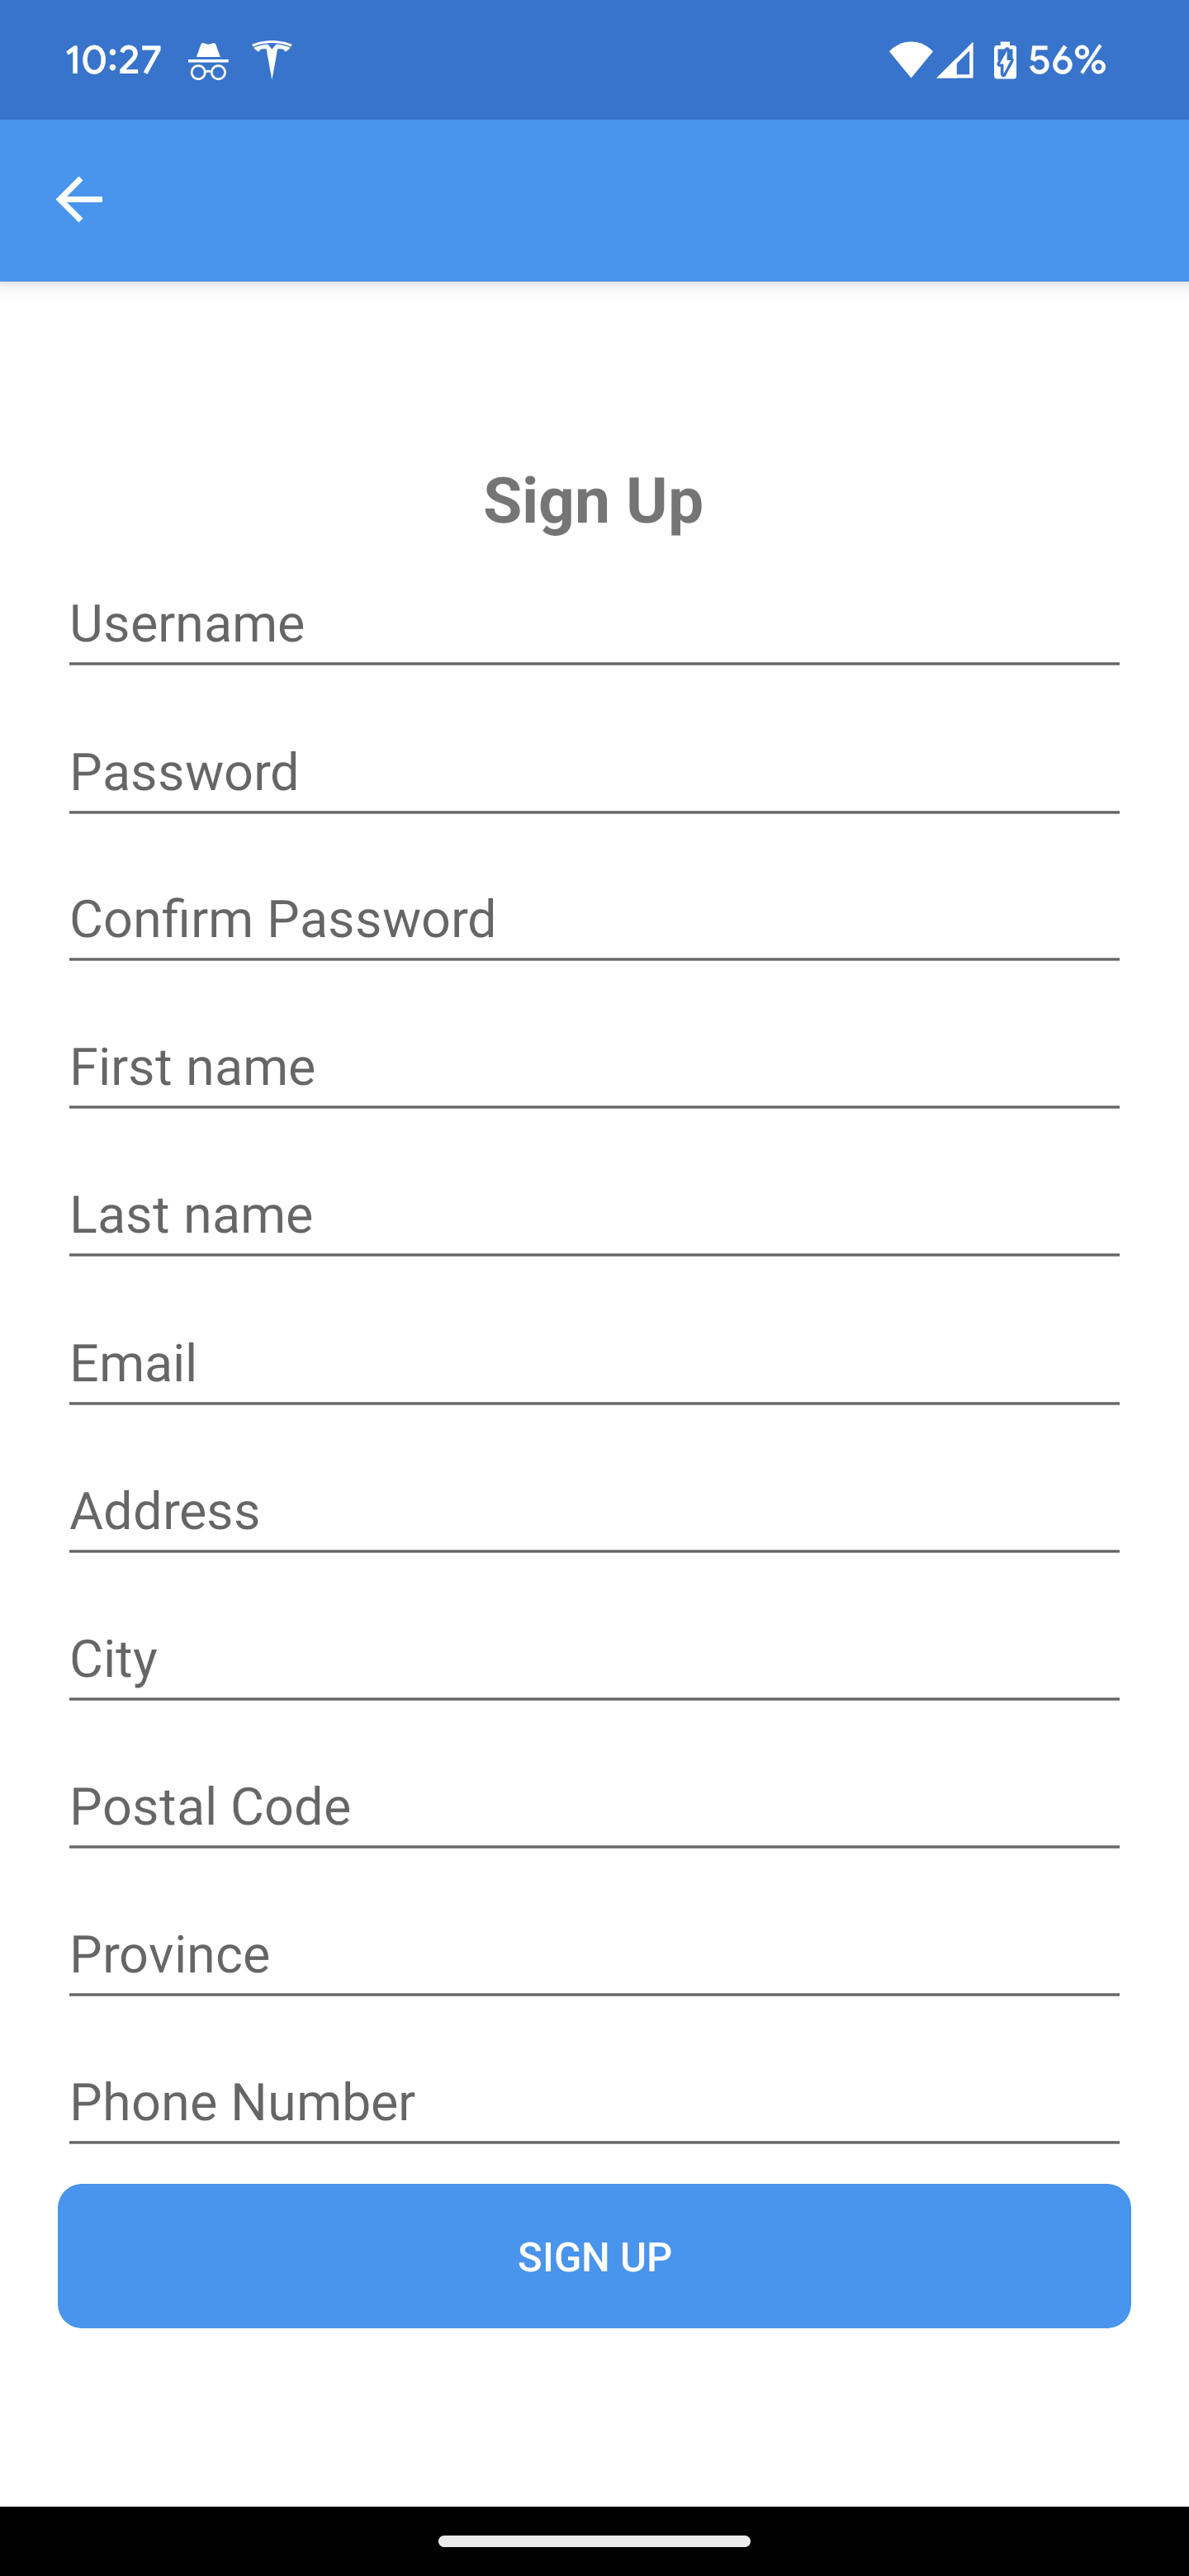 10:27 56%
Sign Up
Username
Password
Confirm Password
First name
Last name
Email
Address
City
Postal Code
Province
Phone Number
SIGN UP